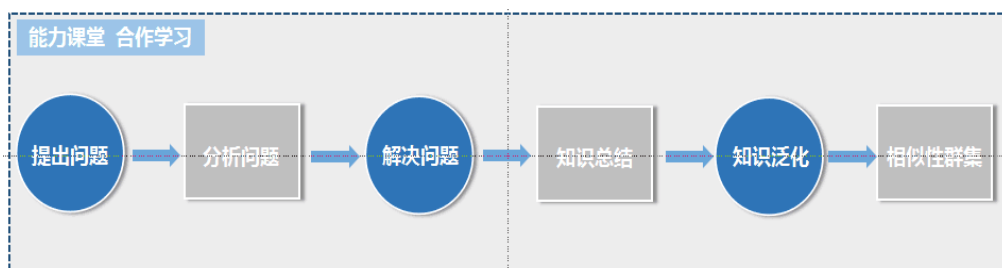 能力课堂 合作学习
提出问题
分析问题
解决问题
知识总结
知识泛化
相似性群集